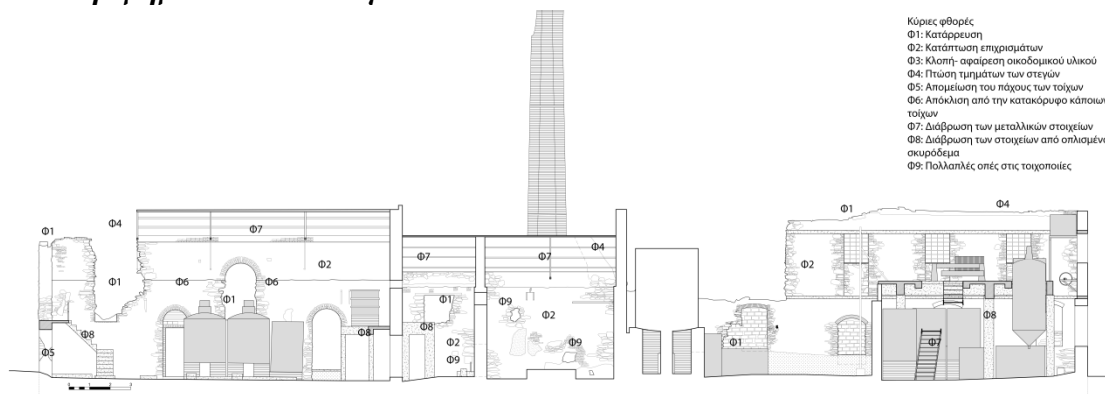 Κύριες φθορές
Φ1: Κατάρρευση
Φ2: Κατάπτωση επιχρισμάτων
Φ3: Κλοπή- αφαίρεση οικοδομικού υλικού
Φ4: Πτώση τμημάτων των στεγών
Φ5: Απομείωση του πάχους των τοίχων
Φ6: Απόκλιση από την κατακόρυφο κάποιων
τοίχων
Φ7: Διάβρωση των μεταλλικών στοιχείων
Φ8: Διάβρωση των στοιχείων από οπλισμένο
σκυρόδεμα
Φ9: Πολλαπλές οπές στις τοιχοποιίες
Φ1 Φ4 Φ7 Φ1 Φ4
Φ7 Φ7 Φ4
Φ2 Φ2
Φ1 Φ6 Φ6
Φ1 Φ1 Φ9
Φ8 Φ8 Φ8 Φ2 Φ8
Φ5 Φ2 Φ9 Φ1 Φ7
Φ9